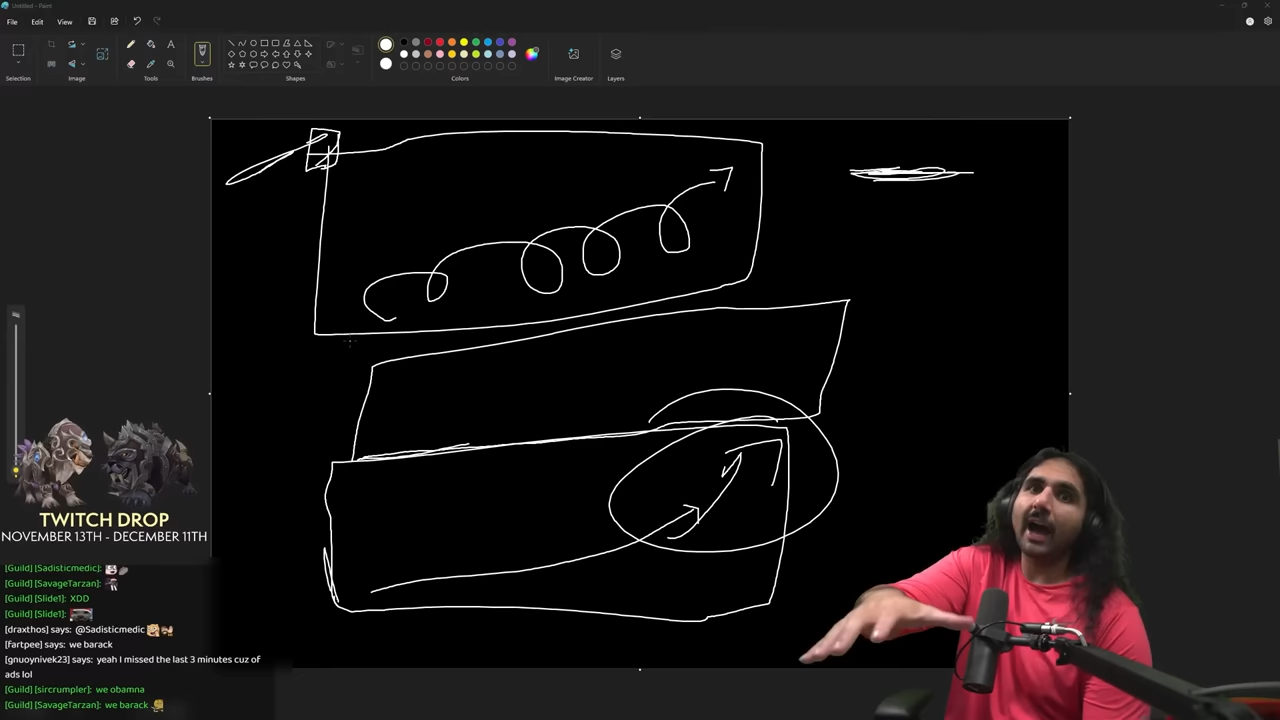 Untitled - Paint
File Edit View
Selection Image Tools Brushes Shapes Colors Image Creator Layers
TWITCH DROP
NOVEMBER 13TH - DECEMBER 11TH
[Guild] [Sadisticmedic]:
[Guild] [SavageTarzan]:
[Guild] [Slide1]: XDD
[Guild] [Slide1]:
[draxthos] says: @Sadisticmedic
[fartpee] says: we barack
[gnuoynivek23] says: yeah I missed the last 3 minutes cuz of
ads lol
[Guild] [sircrumpler]: we obamna
[Guild] [SavageTarzan]: we barack